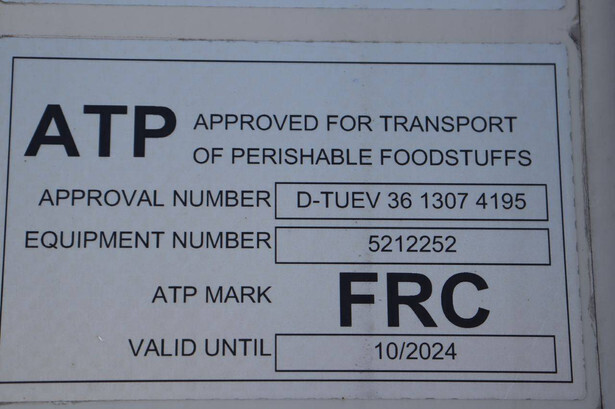 ATP APPROVED FOR TRANSPORT
OF PERISHABLE FOODSTUFFS
APPROVAL NUMBER D-TUEV 36 1307 4195
EQUIPMENT NUMBER 5212252
ATP MARK FRC
VALID UNTIL 10/2024